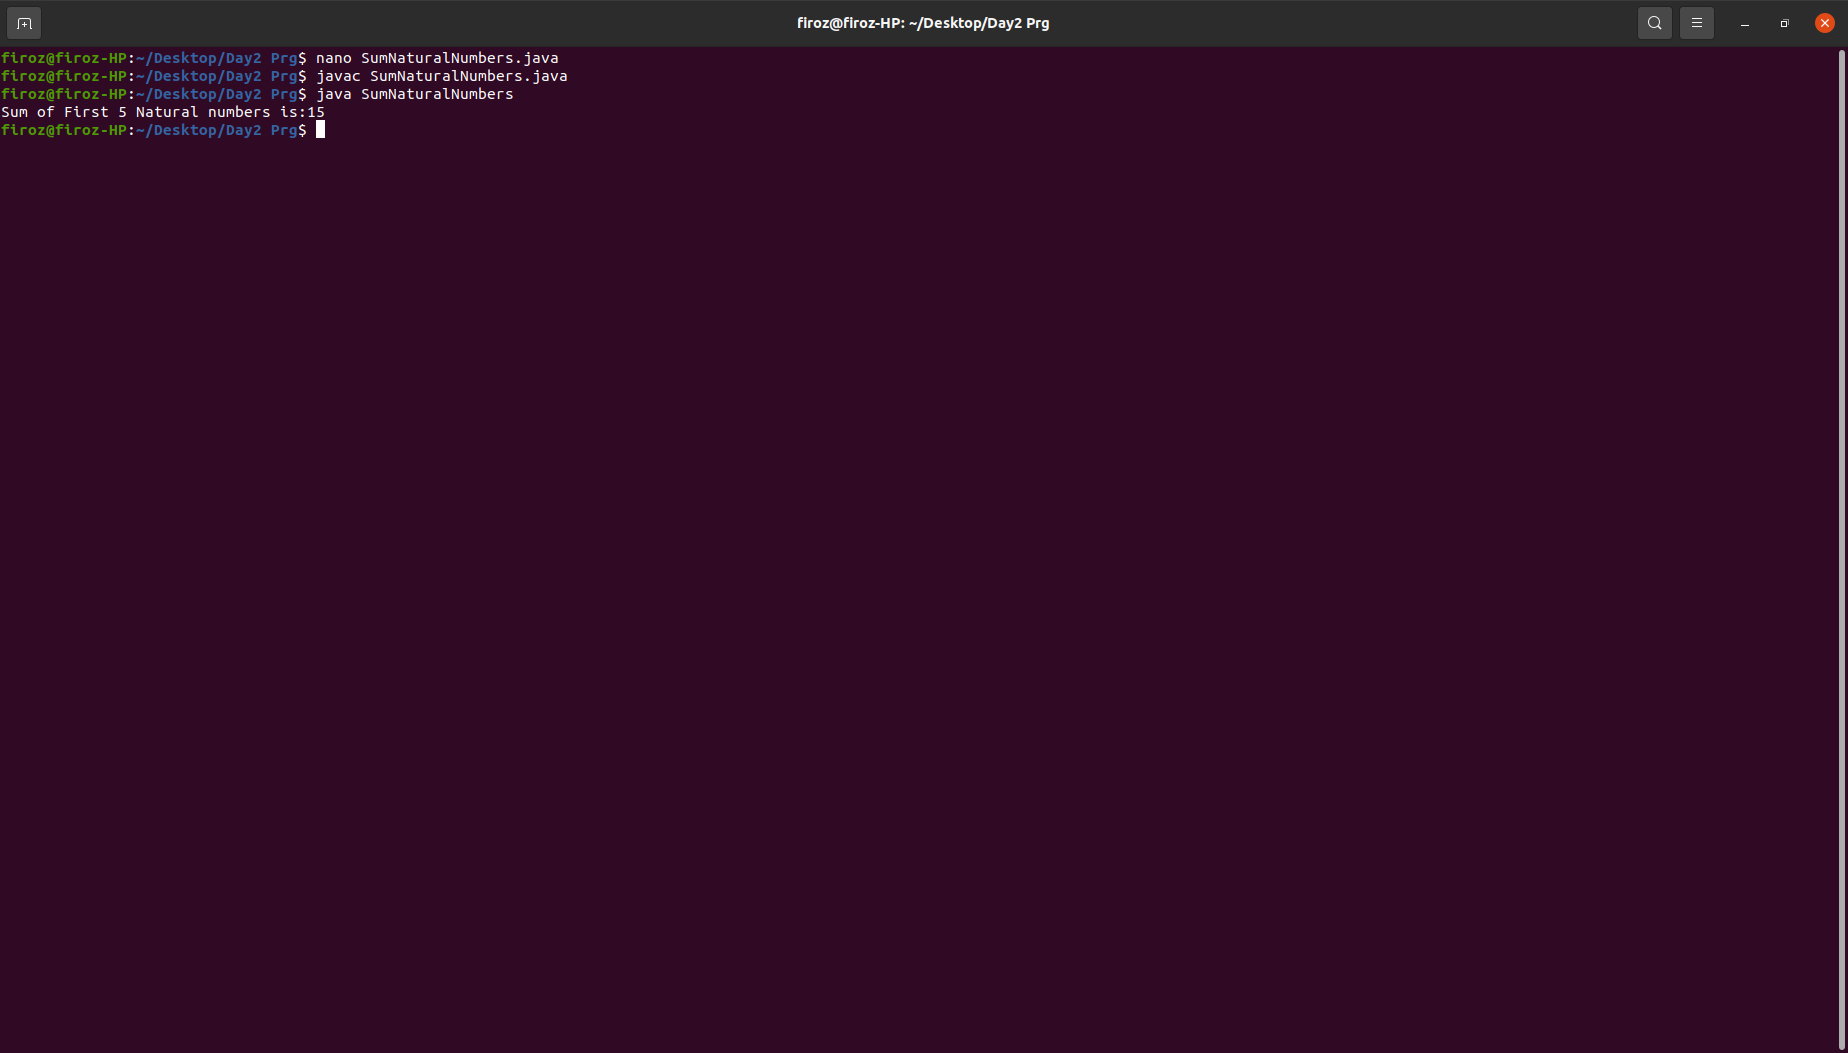 firoz@firoz-HP: ~/Desktop/Day2 Prg
firoz@firoz-HP:~/Desktop/Day2 Prg$ nano SumNaturalNumbers.java
firoz@firoz-HP:~/Desktop/Day2 Prg$ javac SumNaturalNumbers.java
firoz@firoz-HP:~/Desktop/Day2 Prg$ java SumNaturalNumbers
Sum of First 5 Natural numbers is:15
firoz@firoz-HP:~/Desktop/Day2 Prg$